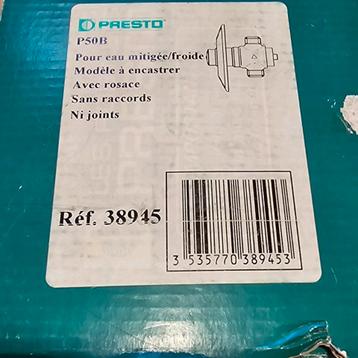 PRESTO
P50B
Pour eau mitigée/froide
Modèle à encastrer
Avec rosace
Sans raccords
Ni joints
Réf. 38945
3 535770 389453